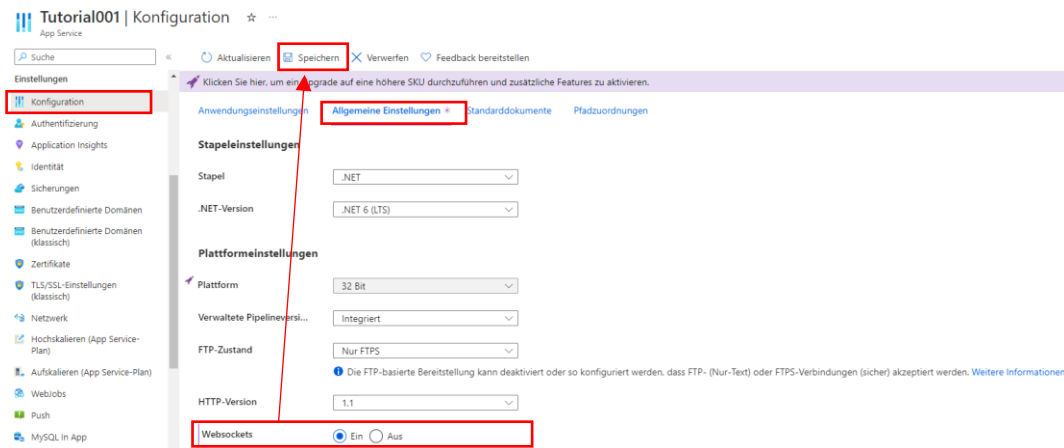 Tutorial001 | Konfiguration
App Service
Suche
Aktualisieren Speichern Verwerfen Feedback bereitstellen
Einstellungen
Konfiguration
Authentifizierung
Application Insights
Identität
Sicherungen
Benutzerdefinierte Domänen
Benutzerdefinierte Domänen
(klassisch)
Zertifikate
TLS/SSL-Einstellungen
(klassisch)
Netzwerk
Hochskalieren (App Service-
Plan)
Aufskalieren (App Service-Plan)
WebJobs
Push
MySQL In App
Klicken Sie hier, um ein Upgrade auf eine höhere SKU durchzuführen und zusätzliche Features zu aktivieren.
Anwendungseinstellungen Allgemeine Einstellungen Standarddokumente Pfadzuordnungen
Stapeleinstellungen
Stapel .NET
.NET-Version .NET 6 (LTS)
Plattformeinstellungen
Plattform 32 Bit
Verwaltete Pipelineversi... Integriert
FTP-Zustand Nur FTPS
Die FTP-basierte Bereitstellung kann deaktiviert oder so konfiguriert werden, dass FTP- (Nur-Text) oder FTPS-Verbindungen (sicher) akzeptiert werden. Weitere Informationen
HTTP-Version 1.1
Websockets Ein Aus